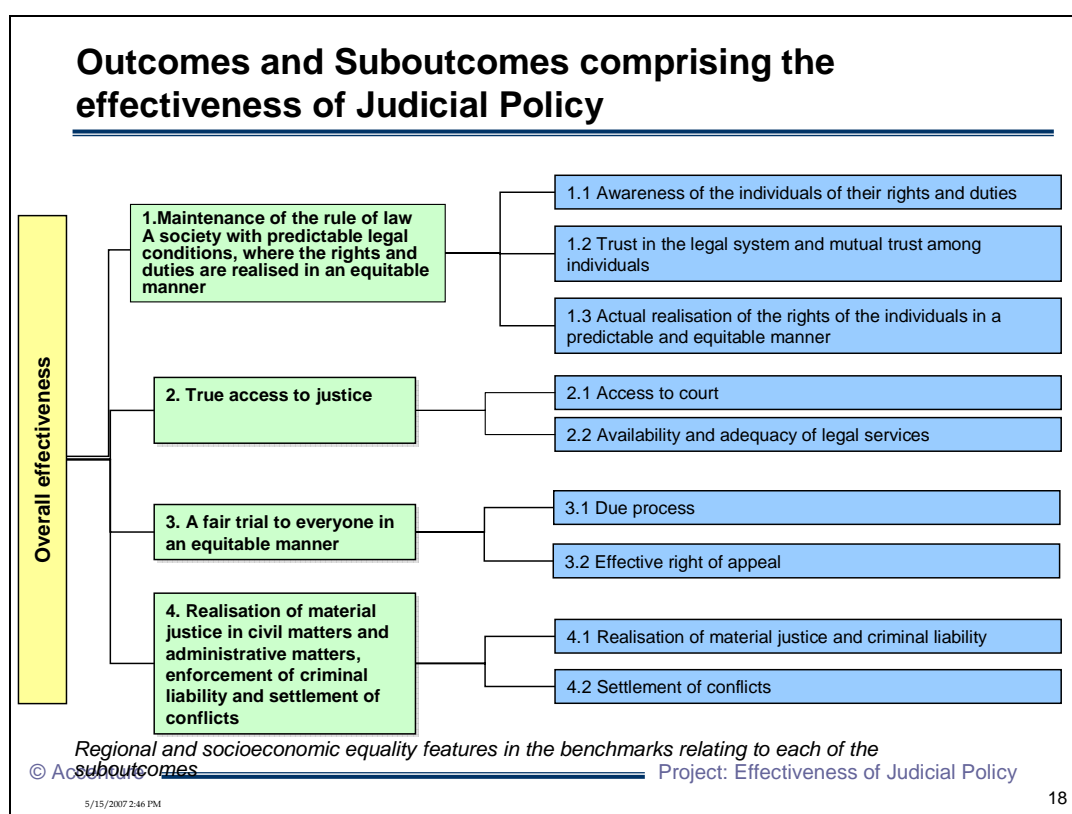 Outcomes and Suboutcomes comprising the
effectiveness of Judicial Policy
Overall effectiveness
1.Maintenance of the rule of law
A society with predictable legal
conditions, where the rights and
duties are realised in an equitable
manner
1.1 Awareness of the individuals of their rights and duties
1.2 Trust in the legal system and mutual trust among
individuals
1.3 Actual realisation of the rights of the individuals in a
predictable and equitable manner
2. True access to justice
2.1 Access to court
2.2 Availability and adequacy of legal services
3. A fair trial to everyone in
an equitable manner
3.1 Due process
3.2 Effective right of appeal
4. Realisation of material
justice in civil matters and
administrative matters,
enforcement of criminal
liability and settlement of
conflicts
4.1 Realisation of material justice and criminal liability
4.2 Settlement of conflicts
Regional and socioeconomic equality features in the benchmarks relating to each of the
suboutcomes
© Accenture
Project: Effectiveness of Judicial Policy
5/15/2007 2:46 PM
18